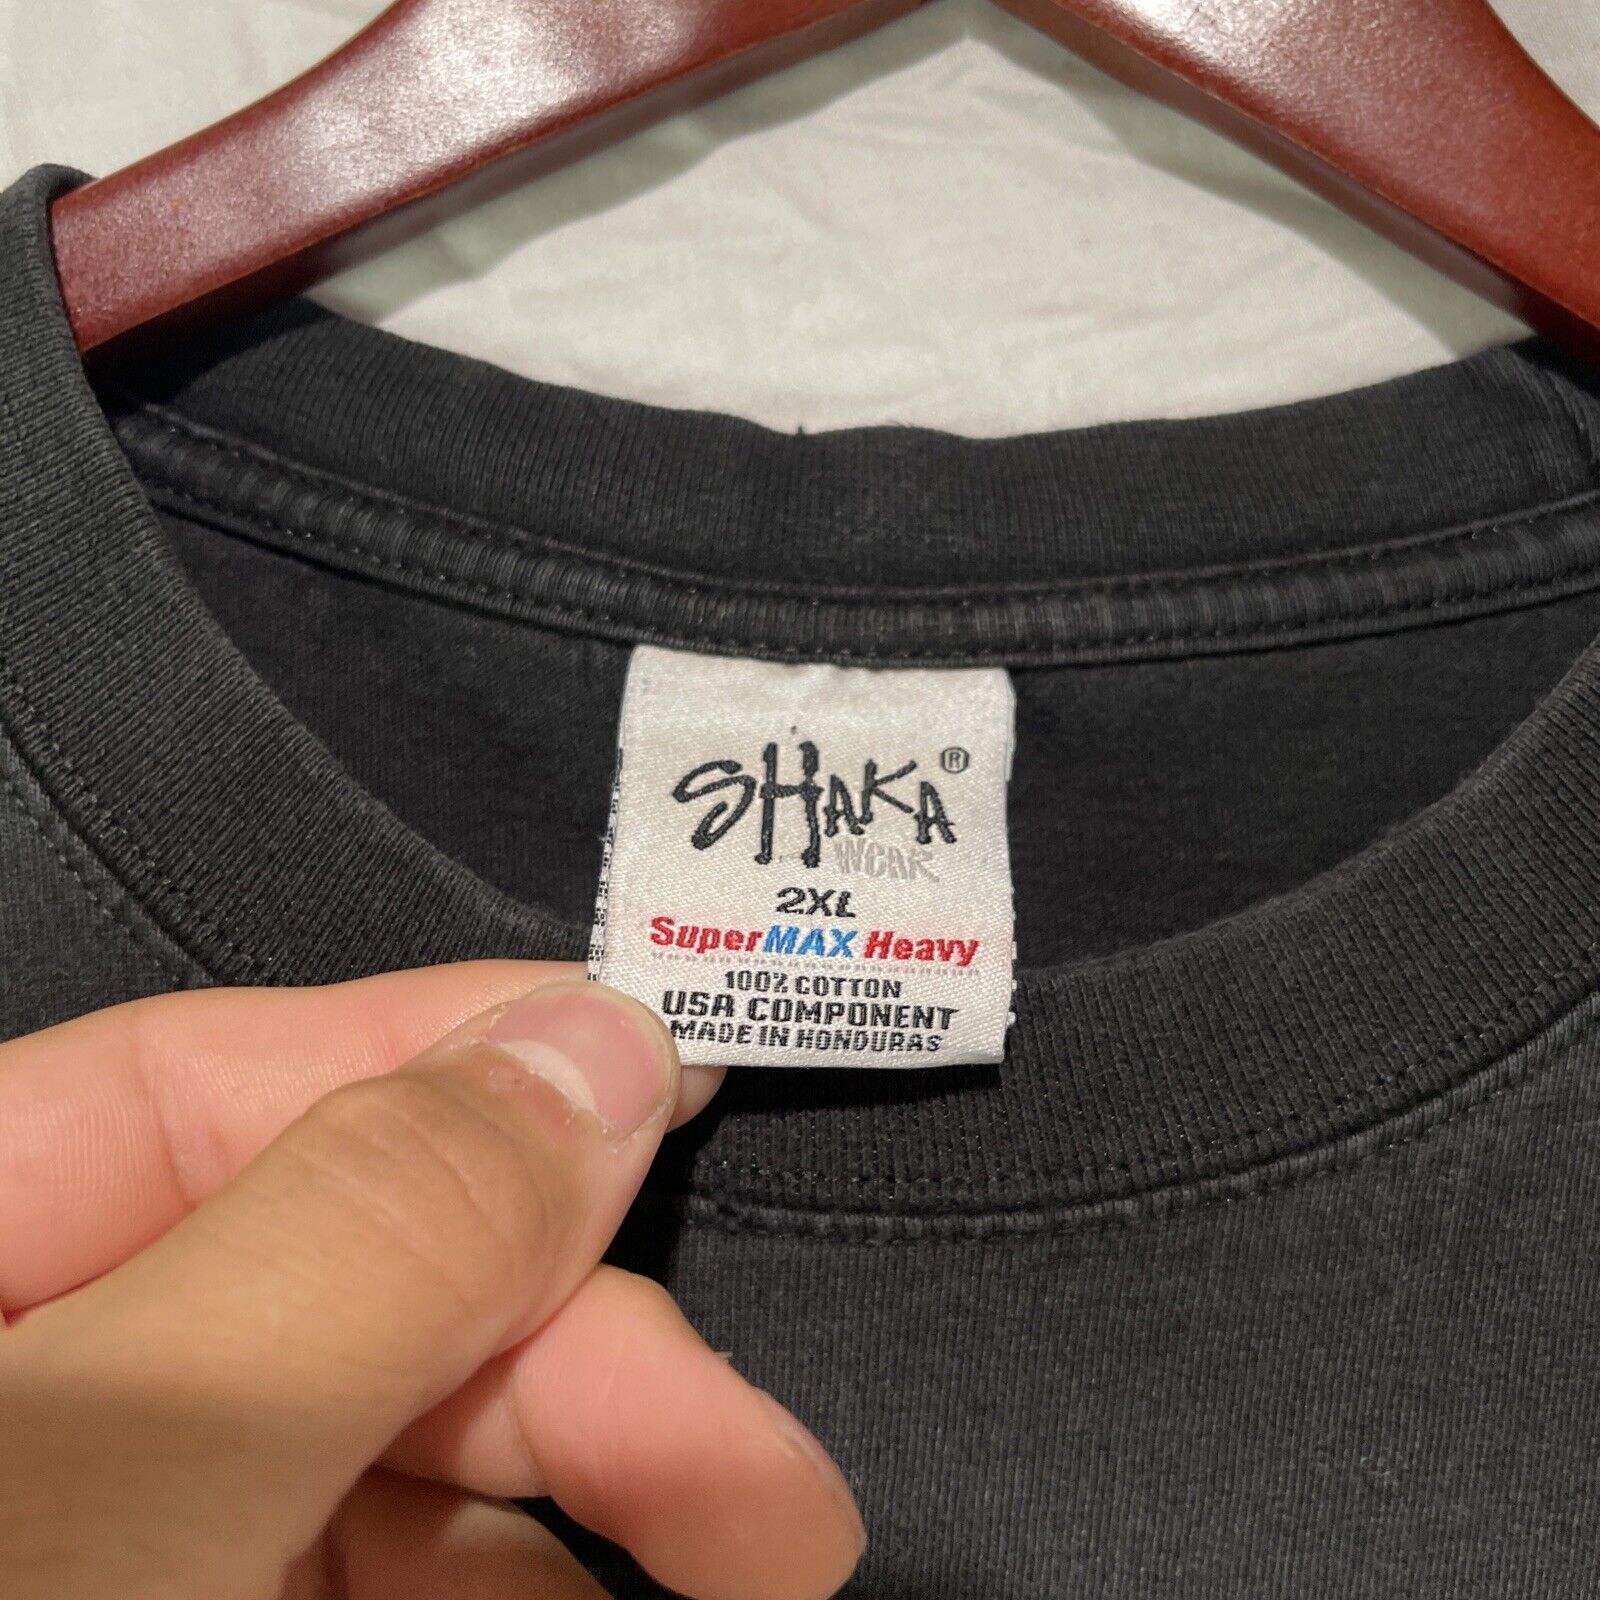 SHAKA®
WEAR
2XL
SuperMAX Heavy
100% COTTON
USA COMPONENT
MADE IN HONDURAS